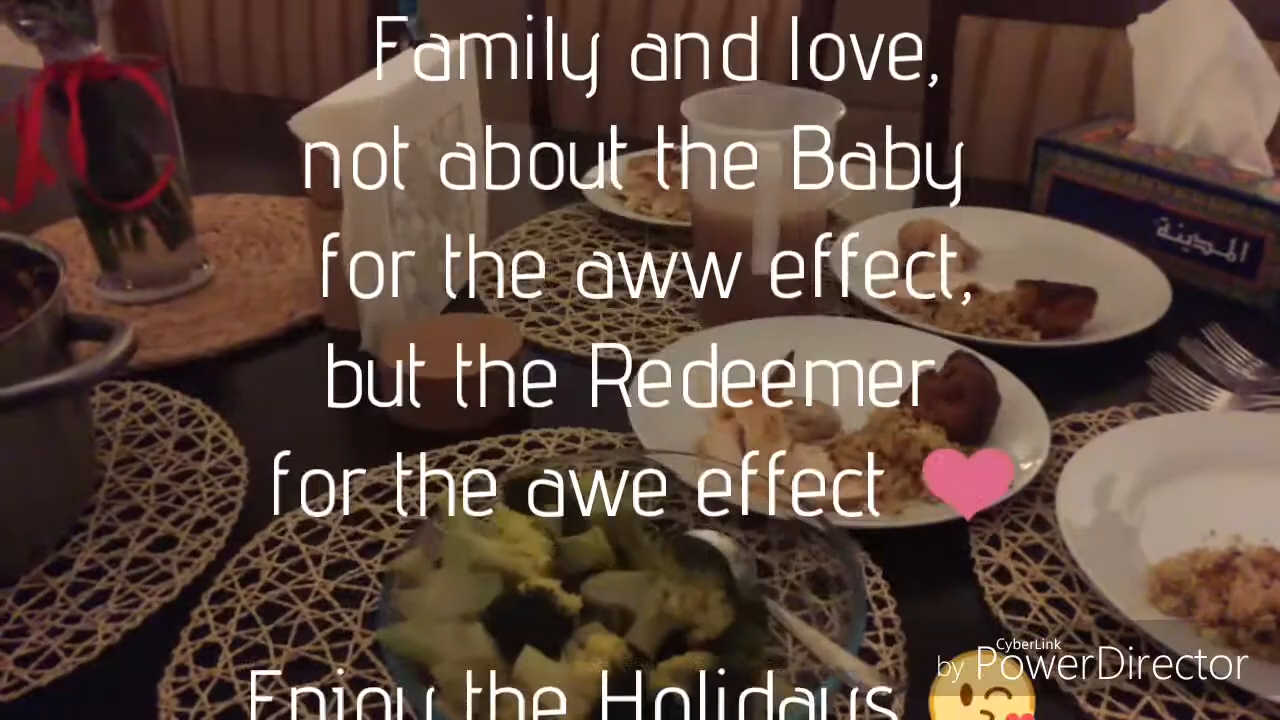 Family and love,
not about the Baby
for the aww effect,
but the Redeemer
for the awe effect
Enjoy the Holidays
المدينة
CyberLink
by PowerDirector